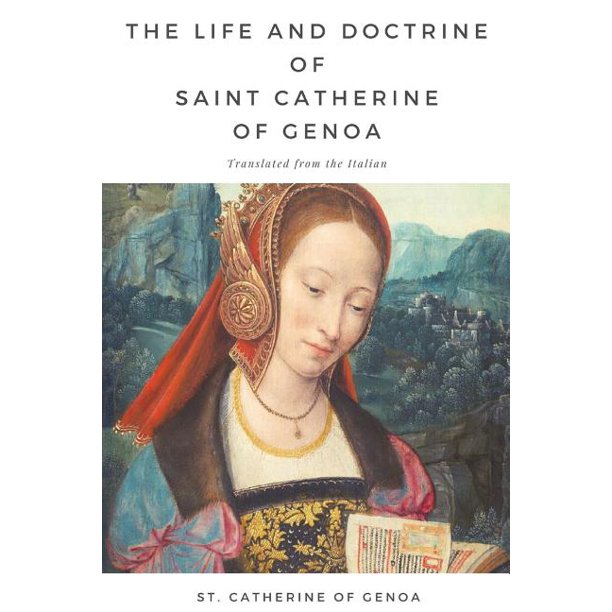 THE LIFE AND DOCTRINE
OF
SAINT CATHERINE
OF GENOA
Translated from the Italian
ST. CATHERINE OF GENOA